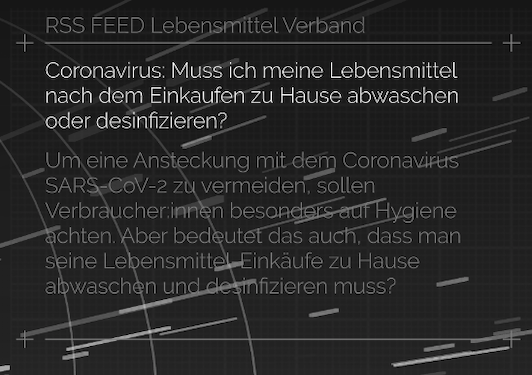 RSS FEED Lebensmittel Verband
Coronavirus: Muss ich meine Lebensmittel
nach dem Einkaufen zu Hause abwaschen
oder desinfizieren?
Um eine Ansteckung mit dem Coronavirus
SARS-CoV-2 zu vermeiden, sollen
Verbraucher:innen besonders auf Hygiene
achten. Aber bedeutet das auch, dass man
seine Lebensmittel-Einkäufe zu Hause
abwaschen und desinfizieren muss?